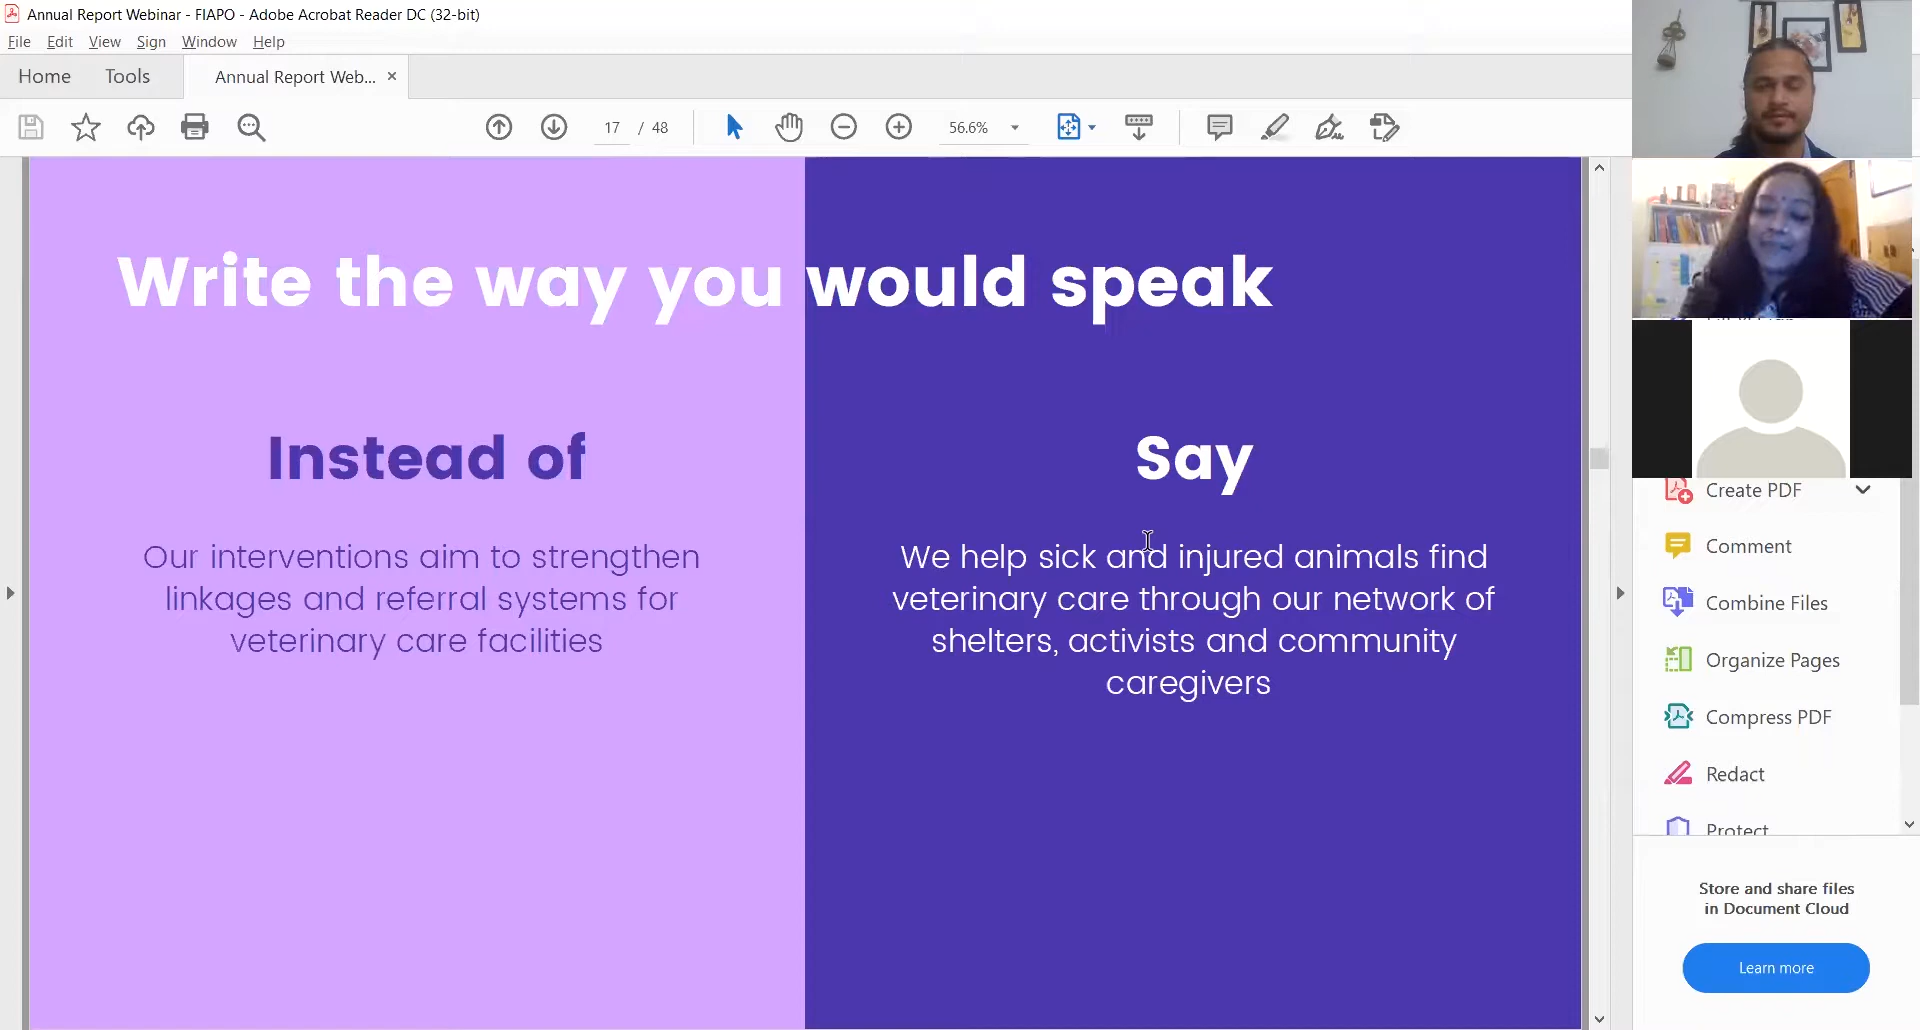 Annual Report Webinar - FIAPO - Adobe Acrobat Reader DC (32-bit)
File Edit View Sign Window Help
Home Tools Annual Report Web... ×
17 / 48 56.6%
Write the way you would speak
Instead of
Our interventions aim to strengthen
linkages and referral systems for
veterinary care facilities
Say
We help sick and injured animals find
veterinary care through our network of
shelters, activists and community
caregivers
Create PDF
Comment
Combine Files
Organize Pages
Compress PDF
Redact
Protect
Store and share files
in Document Cloud
Learn more